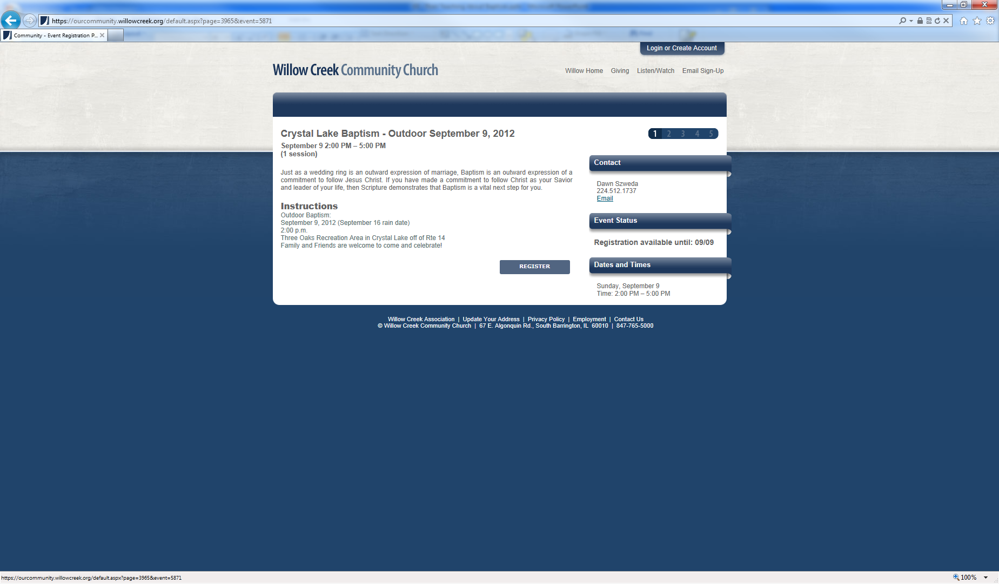 https://ourcommunity.willowcreek.org/default.aspx?page=3965&event=5871
Community - Event Registration P...
Login or Create Account
Willow Creek Community Church
Willow Home Giving Listen/Watch Email Sign-Up
Crystal Lake Baptism - Outdoor September 9, 2012
1 2 3 4 5
September 9 2:00 PM – 5:00 PM
(1 session)
Just as a wedding ring is an outward expression of marriage, Baptism is an outward expression of a
commitment to follow Jesus Christ. If you have made a commitment to follow Christ as your Savior
and leader of your life, then Scripture demonstrates that Baptism is a vital next step for you.
Instructions
Outdoor Baptism:
September 9, 2012 (September 16 rain date)
2:00 p.m.
Three Oaks Recreation Area in Crystal Lake off of Rte 14
Family and Friends are welcome to come and celebrate!
REGISTER
Contact
Dawn Szweda
224.512.1737
Email
Event Status
Registration available until: 09/09
Dates and Times
Sunday, September 9
Time: 2:00 PM – 5:00 PM
Willow Creek Association | Update Your Address | Privacy Policy | Employment | Contact Us
© Willow Creek Community Church | 67 E. Algonquin Rd., South Barrington, IL 60010 | 847-765-5000
https://ourcommunity.willowcreek.org/default.aspx?page=3965&event=5871
100%